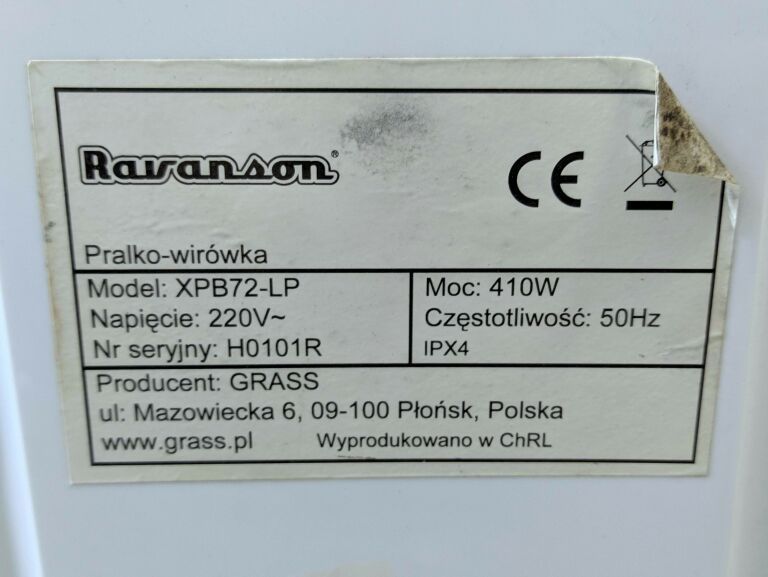 Ravanson®
CE
Pralko-wirówka
Model: XPB72-LP
Napięcie: 220V~
Nr seryjny: H0101R
Moc: 410W
Częstotliwość: 50Hz
IPX4
Producent: GRASS
ul: Mazowiecka 6, 09-100 Płońsk, Polska
www.grass.pl Wyprodukowano w ChRL